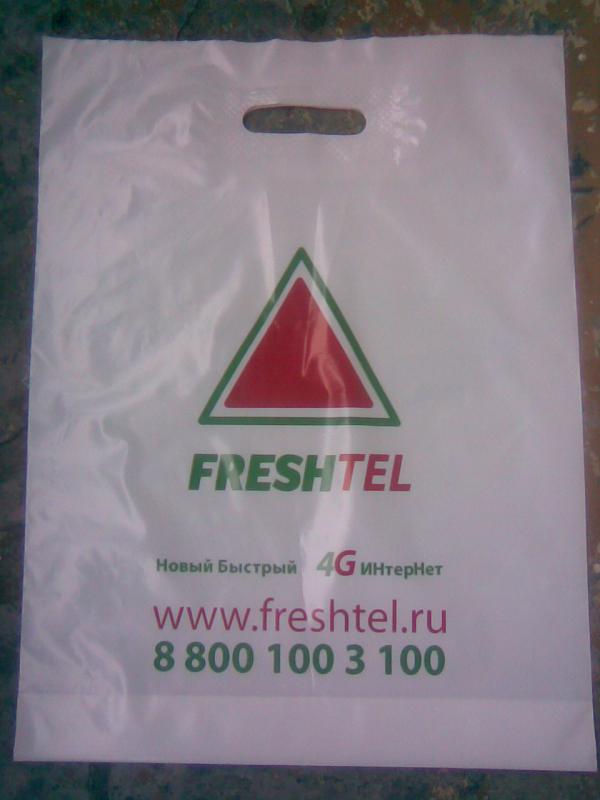 FRESHTEL
Новый Быстрый 4G ИНтерНет
www.freshtel.ru
8 800 100 3 100